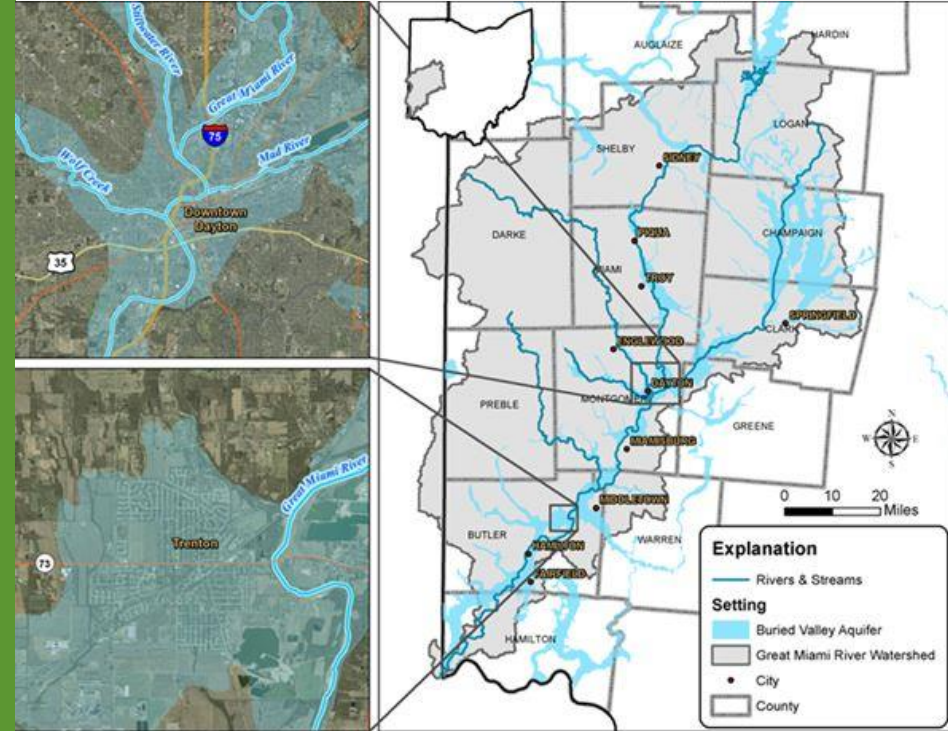 Stillwater River
Great Miami River
75
Mad River
Wolf Creek
Downtown
Dayton
35
Great Miami River
Trenton
73
HARDIN
AUGLAIZE
LOGAN
SHELBY
SIDNEY
DARKE
PIQUA
CHAMPAIGN
MIAMI
TROY
SPRINGFIELD
CLARK
ENGLEWOOD
DAYTON
MONTGOMERY
PREBLE
GREENE
MIAMISBURG
N
W
E
S
MIDDLETOWN
0 10 20
Miles
BUTLER
WARREN
HAMILTON
FAIRFIELD
HAMILTON
Explanation
Rivers & Streams
Setting
Buried Valley Aquifer
Great Miami River Watershed
City
County